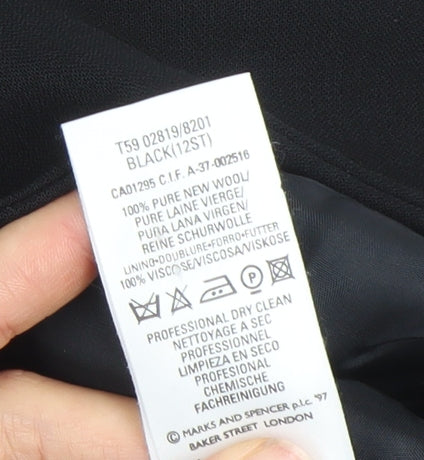 T59 02819/8201
BLACK(12ST)
CA01295 C.I.F. A-37-002516
100% PURE NEW WOOL/
PURE LAINE VIERGE/
PURA LANA VIRGEN/
REINE SCHURWOLLE
LINING•DOUBLURE•FORRO•FUTTER
100% VISCOSE/VISCOSA/VISKOSE
P
PROFESSIONAL DRY CLEAN
NETTOYAGE A SEC
PROFESSIONNEL
LIMPIEZA EN SECO
PROFESIONAL
CHEMISCHE
FACHREINIGUNG
© MARKS AND SPENCER p.l.c. '97
BAKER STREET LONDON